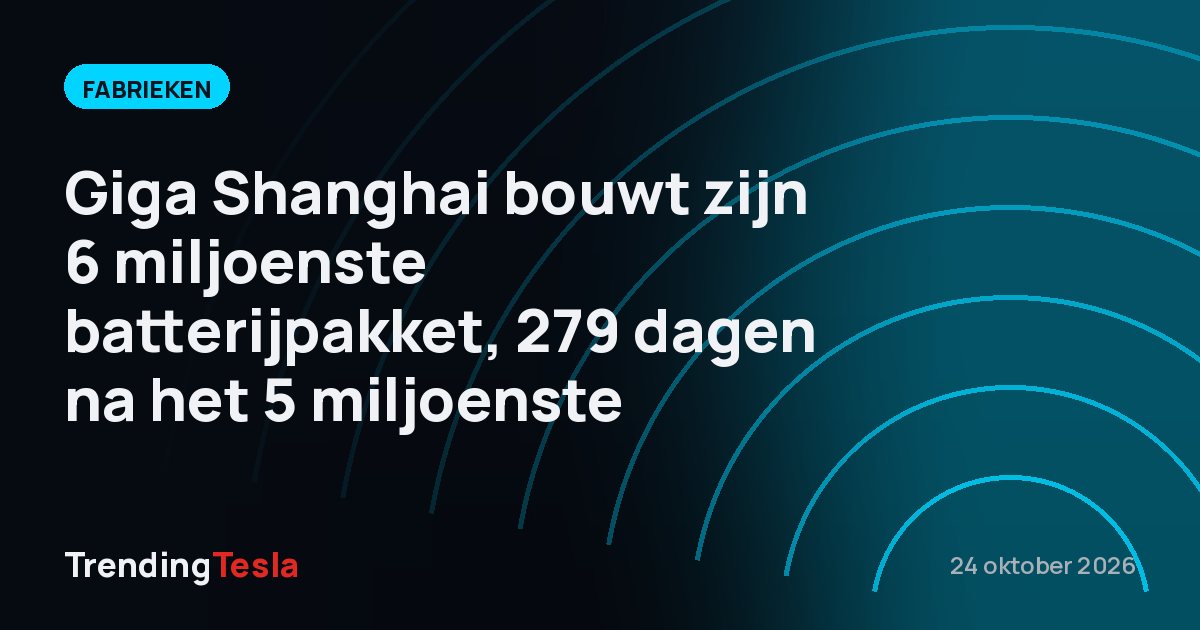 FABRIEKEN
Giga Shanghai bouwt zijn
6 miljoenste
batterijpakket, 279 dagen
na het 5 miljoenste
TrendingTesla
24 oktober 2026